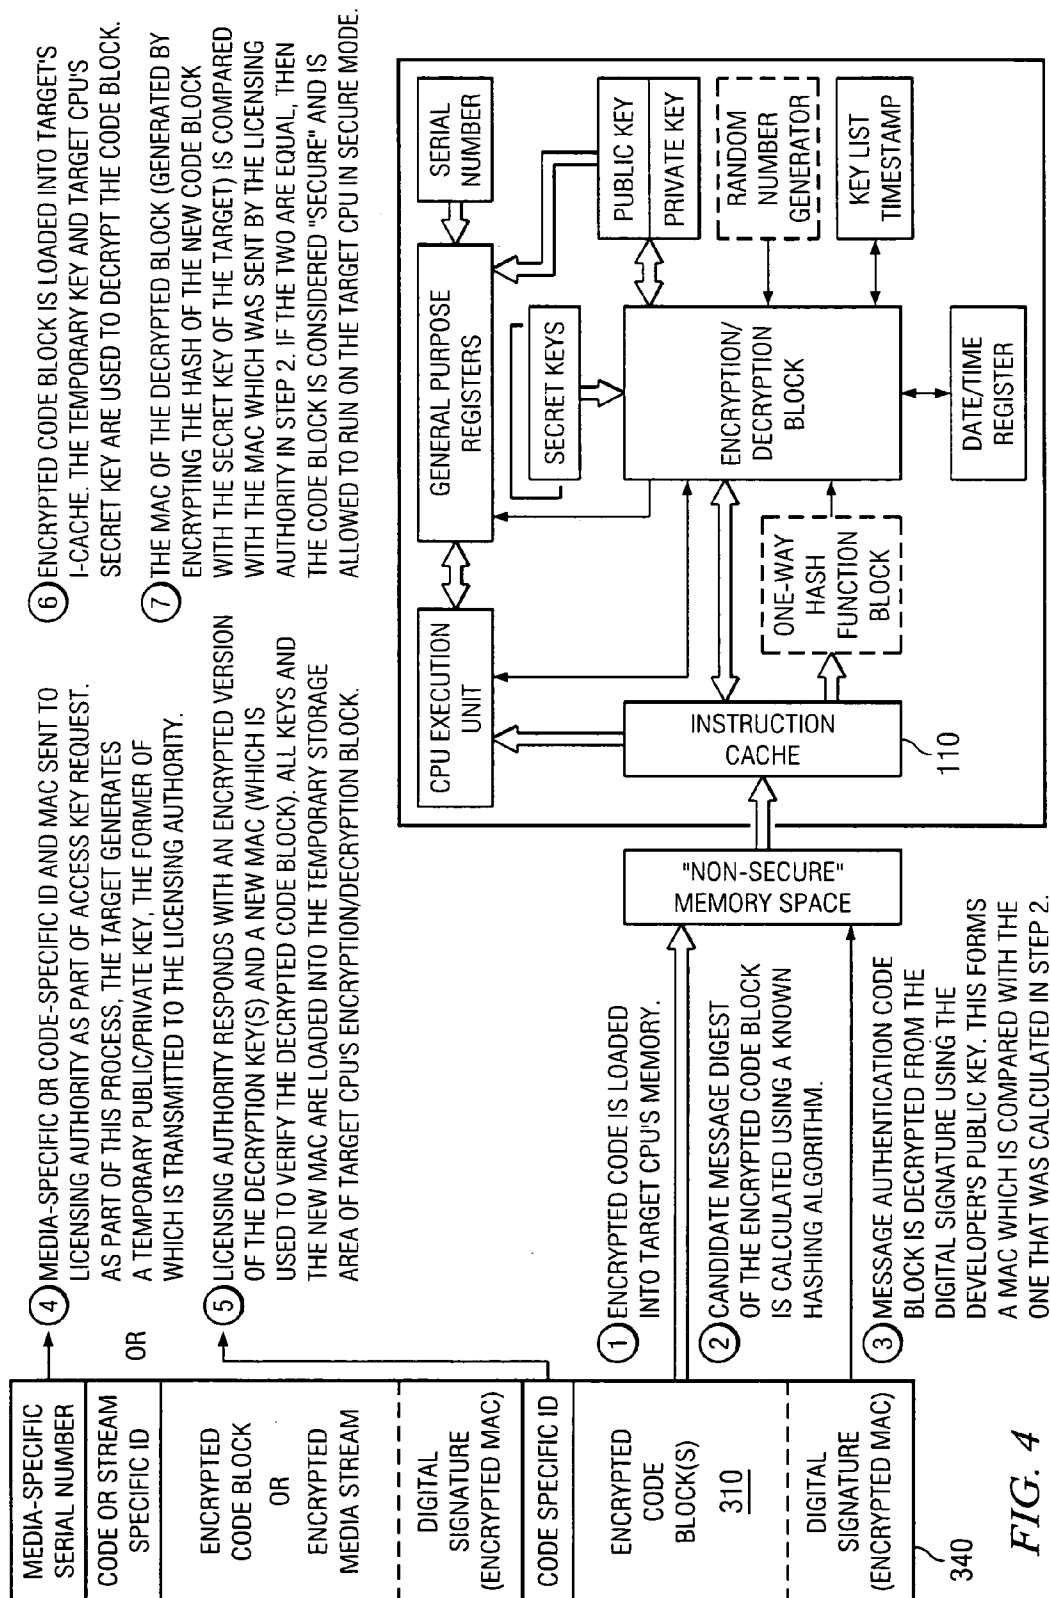 MEDIA-SPECIFIC
SERIAL NUMBER
CODE OR STREAM
SPECIFIC ID
ENCRYPTED
CODE BLOCK
OR
ENCRYPTED
MEDIA STREAM
DIGITAL
SIGNATURE
(ENCRYPTED MAC)
CODE SPECIFIC ID
ENCRYPTED
CODE
BLOCK(S)
310
DIGITAL
SIGNATURE
(ENCRYPTED MAC)
340
OR
4 MEDIA-SPECIFIC OR CODE-SPECIFIC ID AND MAC SENT TO
LICENSING AUTHORITY AS PART OF ACCESS KEY REQUEST.
AS PART OF THIS PROCESS, THE TARGET GENERATES
A TEMPORARY PUBLIC/PRIVATE KEY, THE FORMER OF
WHICH IS TRANSMITTED TO THE LICENSING AUTHORITY.
5 LICENSING AUTHORITY RESPONDS WITH AN ENCRYPTED VERSION
OF THE DECRYPTION KEY(S) AND A NEW MAC (WHICH IS
USED TO VERIFY THE DECRYPTED CODE BLOCK). ALL KEYS AND
THE NEW MAC ARE LOADED INTO THE TEMPORARY STORAGE
AREA OF TARGET CPU'S ENCRYPTION/DECRYPTION BLOCK.
6 ENCRYPTED CODE BLOCK IS LOADED INTO TARGET'S
I-CACHE. THE TEMPORARY KEY AND TARGET CPU'S
SECRET KEY ARE USED TO DECRYPT THE CODE BLOCK.
7 THE MAC OF THE DECRYPTED BLOCK (GENERATED BY
ENCRYPTING THE HASH OF THE NEW CODE BLOCK
WITH THE SECRET KEY OF THE TARGET) IS COMPARED
WITH THE MAC WHICH WAS SENT BY THE LICENSING
AUTHORITY IN STEP 2. IF THE TWO ARE EQUAL, THEN
THE CODE BLOCK IS CONSIDERED "SECURE" AND IS
ALLOWED TO RUN ON THE TARGET CPU IN SECURE MODE.
1 ENCRYPTED CODE IS LOADED
INTO TARGET CPU'S MEMORY.
2 CANDIDATE MESSAGE DIGEST
OF THE ENCRYPTED CODE BLOCK
IS CALCULATED USING A KNOWN
HASHING ALGORITHM.
3 MESSAGE AUTHENTICATION CODE
BLOCK IS DECRYPTED FROM THE
DIGITAL SIGNATURE USING THE
DEVELOPER'S PUBLIC KEY. THIS FORMS
A MAC WHICH IS COMPARED WITH THE
ONE THAT WAS CALCULATED IN STEP 2.
"NON-SECURE"
MEMORY SPACE
CPU EXECUTION
UNIT
GENERAL PURPOSE
REGISTERS
SERIAL
NUMBER
SECRET KEYS
PUBLIC KEY
PRIVATE KEY
INSTRUCTION
CACHE
110
ONE-WAY
HASH
FUNCTION
BLOCK
ENCRYPTION/
DECRYPTION
BLOCK
RANDOM
NUMBER
GENERATOR
KEY LIST
TIMESTAMP
DATE/TIME
REGISTER
FIG. 4